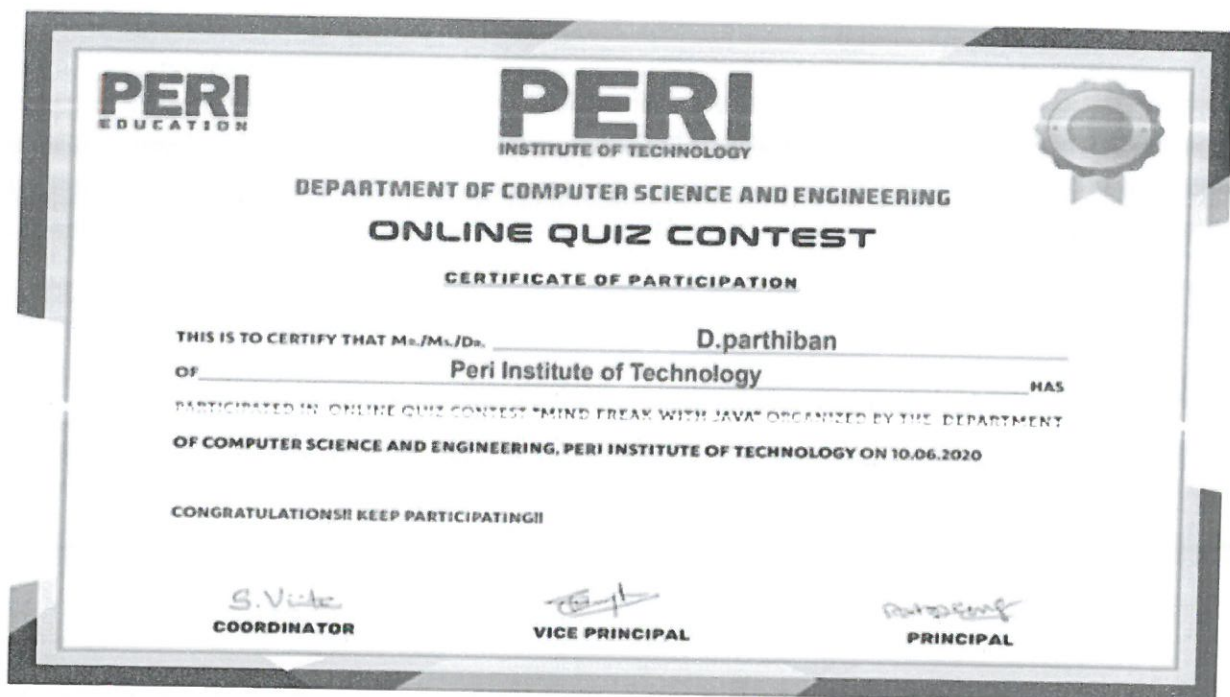 PERI
EDUCATION
PERI
INSTITUTE OF TECHNOLOGY
DEPARTMENT OF COMPUTER SCIENCE AND ENGINEERING
ONLINE QUIZ CONTEST
CERTIFICATE OF PARTICIPATION
THIS IS TO CERTIFY THAT MR./MS./DR. D.parthiban
OF Peri Institute of Technology HAS
PARTICIPATED IN ONLINE QUIZ CONTEST "MIND FREAK WITH JAVA" ORGANIZED BY THE DEPARTMENT
OF COMPUTER SCIENCE AND ENGINEERING, PERI INSTITUTE OF TECHNOLOGY ON 10.06.2020
CONGRATULATIONS!! KEEP PARTICIPATING!!
COORDINATOR
VICE PRINCIPAL
PRINCIPAL